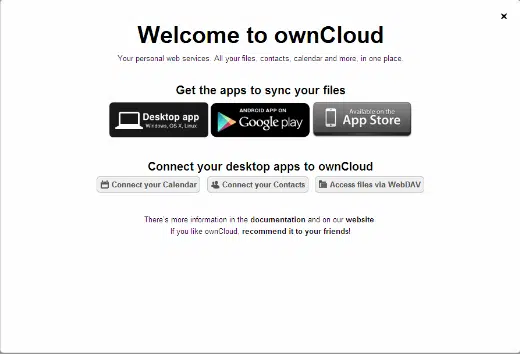 Welcome to ownCloud
Your personal web services. All your files, contacts, calendar and more, in one place.
Get the apps to sync your files
Desktop app
Windows, OS X, Linux
ANDROID APP ON
Google play
Available on the
App Store
Connect your desktop apps to ownCloud
Connect your Calendar
Connect your Contacts
Access files via WebDAV
There's more information in the documentation and on our website
If you like ownCloud, recommend it to your friends!